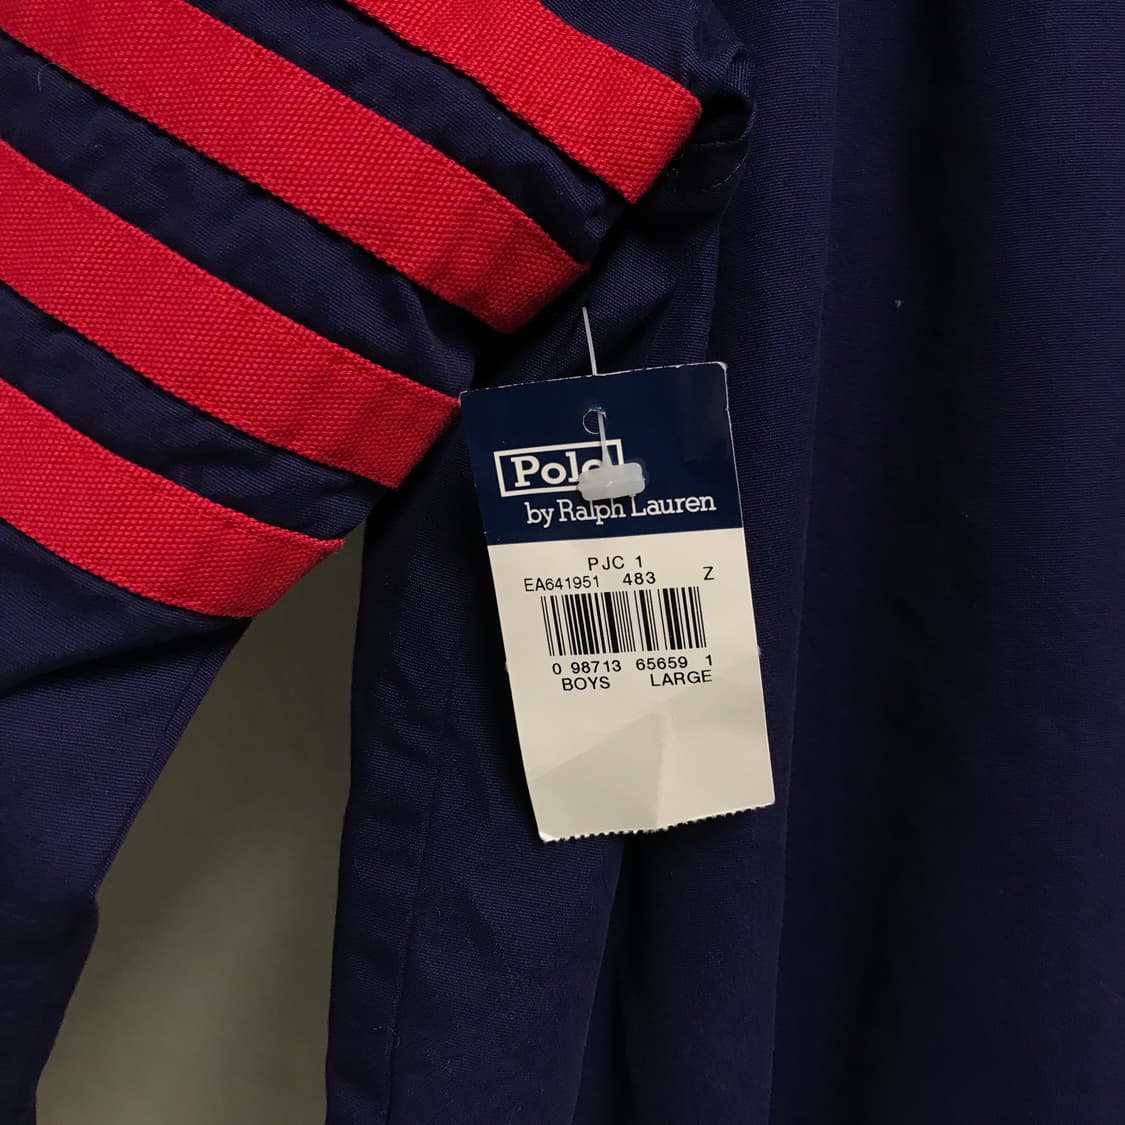 Polo
by Ralph Lauren
PJC 1
EA641951 483 Z
0 98713 65659 1
BOYS LARGE